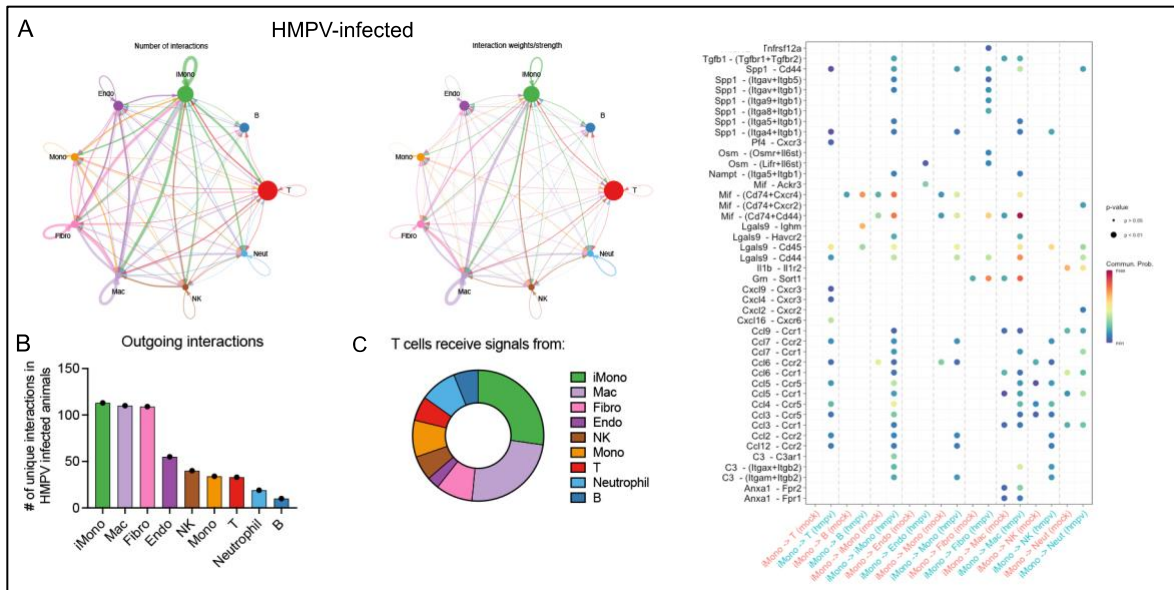 A
HMPV-infected
Number of interactions
iMono
Endo
B
Mono
T
Fibro
Neut
Mac
NK
Interaction weights/strength
iMono
Endo
B
Mono
T
Fibro
Neut
Mac
NK
B
Outgoing interactions
# of unique interactions in
HMPV infected animals
150
100
50
0
iMono
Mac
Fibro
Endo
NK
Mono
T
Neutrophil
B
C
T cells receive signals from:
iMono
Mac
Fibro
Endo
NK
Mono
T
Neutrophil
B
Tnfrsf12a
Tgfb1 - (Tgfbr1+Tgfbr2)
Spp1 - Cd44
Spp1 - (Itgav+Itgb5)
Spp1 - (Itgav+Itgb1)
Spp1 - (Itga9+Itgb1)
Spp1 - (Itga8+Itgb1)
Spp1 - (Itga5+Itgb1)
Spp1 - (Itga4+Itgb1)
Pf4 - Cxcr3
Osm - (Osmr+Il6st)
Osm - (Lifr+Il6st)
Nampt - (Itga5+Itgb1)
Mif - Ackr3
Mif - (Cd74+Cxcr4)
Mif - (Cd74+Cxcr2)
Mif - (Cd74+Cd44)
Lgals9 - Ighm
Lgals9 - Havcr2
Lgals9 - Cd45
Lgals9 - Cd44
Il1b - Il1r2
Grn - Sort1
Cxcl9 - Cxcr3
Cxcl4 - Cxcr3
Cxcl2 - Cxcr2
Cxcl16 - Cxcr6
Ccl9 - Ccr1
Ccl7 - Ccr2
Ccl7 - Ccr1
Ccl6 - Ccr2
Ccl6 - Ccr1
Ccl5 - Ccr5
Ccl5 - Ccr1
Ccl4 - Ccr5
Ccl3 - Ccr5
Ccl3 - Ccr1
Ccl2 - Ccr2
Ccl12 - Ccr2
C3 - C3ar1
C3 - (Itgax+Itgb2)
C3 - (Itgam+Itgb2)
Anxa1 - Fpr2
Anxa1 - Fpr1
iMono -> T (mock)
iMono -> T (hmpv)
iMono -> B (mock)
iMono -> B (hmpv)
iMono -> iMono (mock)
iMono -> iMono (hmpv)
iMono -> Endo (mock)
iMono -> Endo (hmpv)
iMono -> Mono (mock)
iMono -> Mono (hmpv)
iMono -> Fibro (mock)
iMono -> Fibro (hmpv)
iMono -> Mac (mock)
iMono -> Mac (hmpv)
iMono -> NK (mock)
iMono -> NK (hmpv)
iMono -> Neut (mock)
iMono -> Neut (hmpv)
p-value
p > 0.05
p < 0.01
Commun. Prob.
max
min